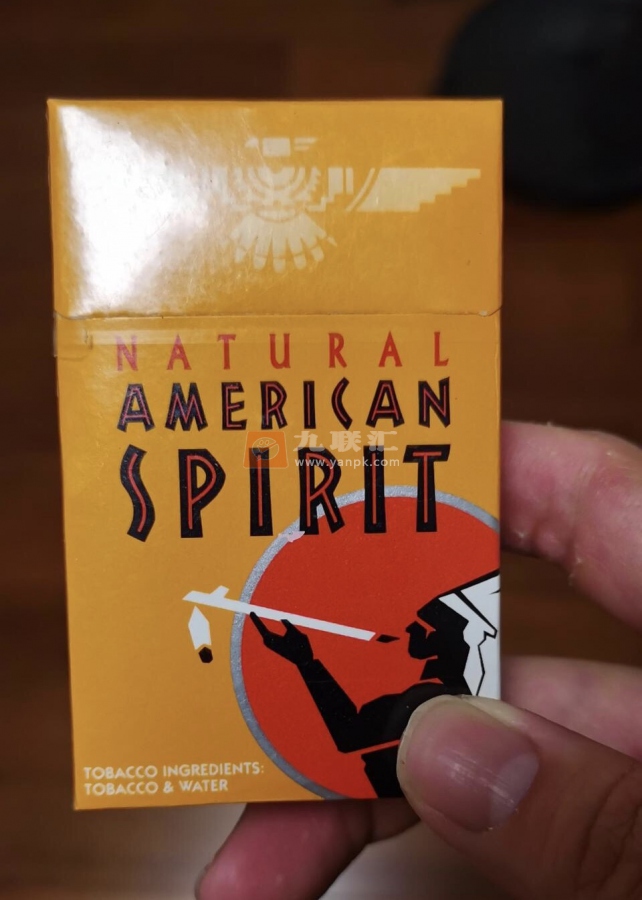 NATURAL
AMERICAN
SPIRIT
九联汇
www.yanpk.com
TOBACCO INGREDIENTS:
TOBACCO & WATER